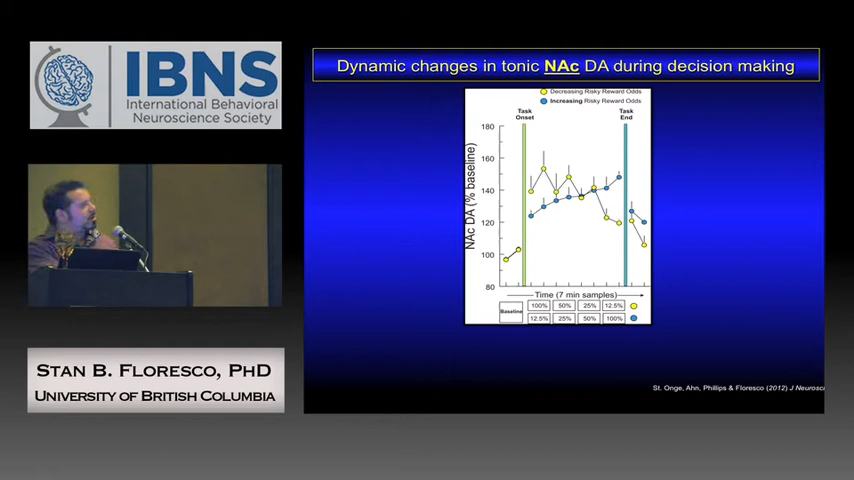 IBNS
International Behavioral
Neuroscience Society
Stan B. Floresco, PhD
University of British Columbia
Dynamic changes in tonic NAc DA during decision making
Decreasing Risky Reward Odds
Increasing Risky Reward Odds
Task
Onset
Task
End
NAc DA (% baseline)
180
160
140
120
100
80
Time (7 min samples)
Baseline
100% 50% 25% 12.5%
12.5% 25% 50% 100%
St. Onge, Ahn, Phillips & Floresco (2012) J Neurosci